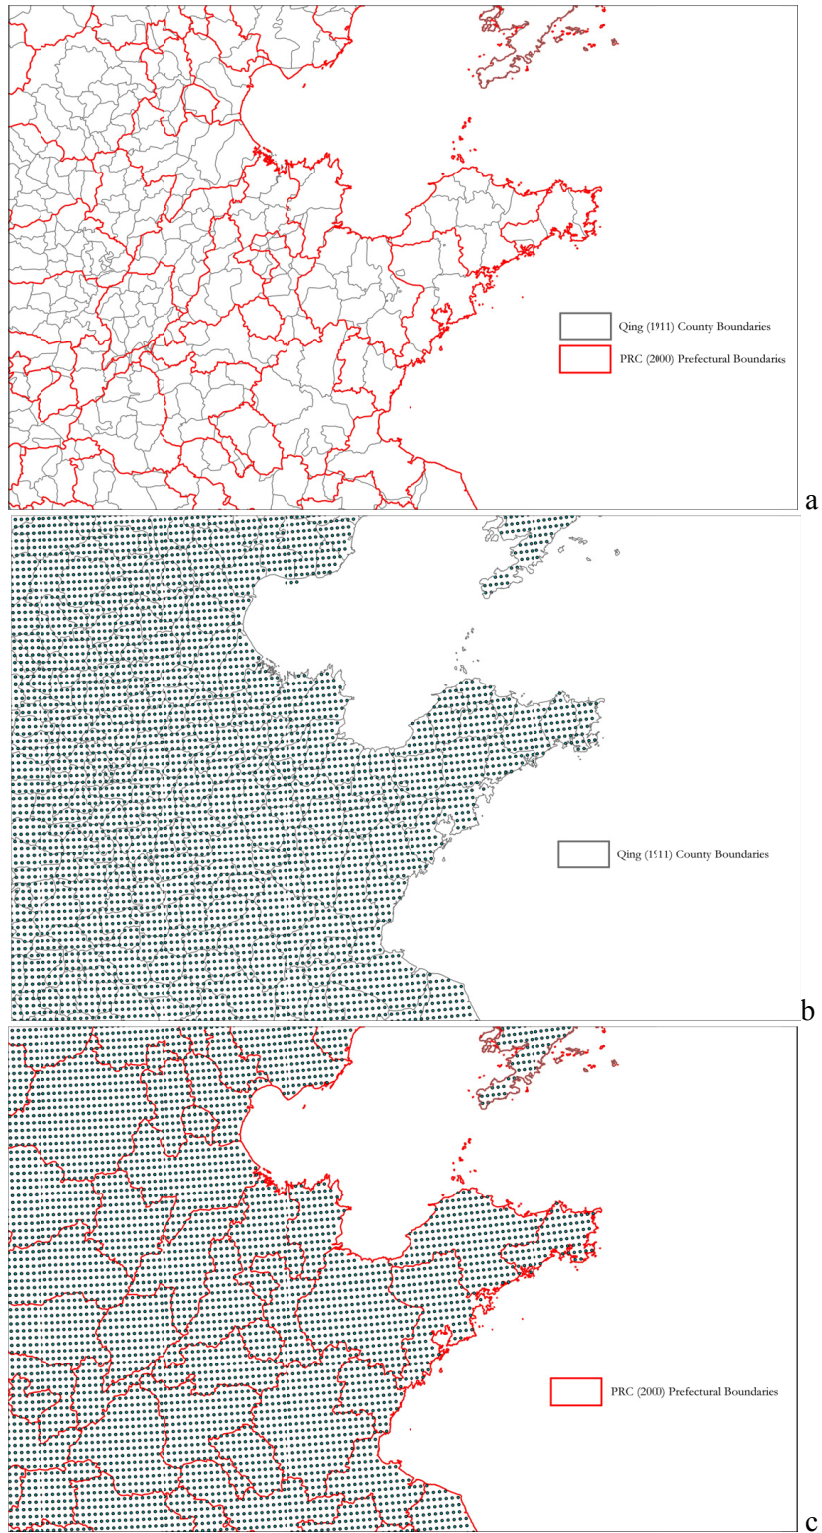 Qing (1911) County Boundaries
PRC (2000) Prefectural Boundaries
a
Qing (1911) County Boundaries
b
PRC (2000) Prefectural Boundaries
c